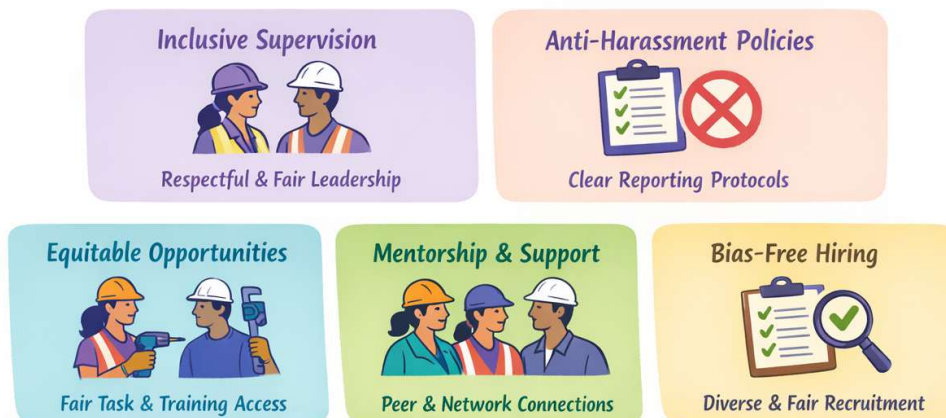 Inclusive Supervision
Respectful & Fair Leadership
Anti-Harassment Policies
Clear Reporting Protocols
Equitable Opportunities
Fair Task & Training Access
Mentorship & Support
Peer & Network Connections
Bias-Free Hiring
Diverse & Fair Recruitment